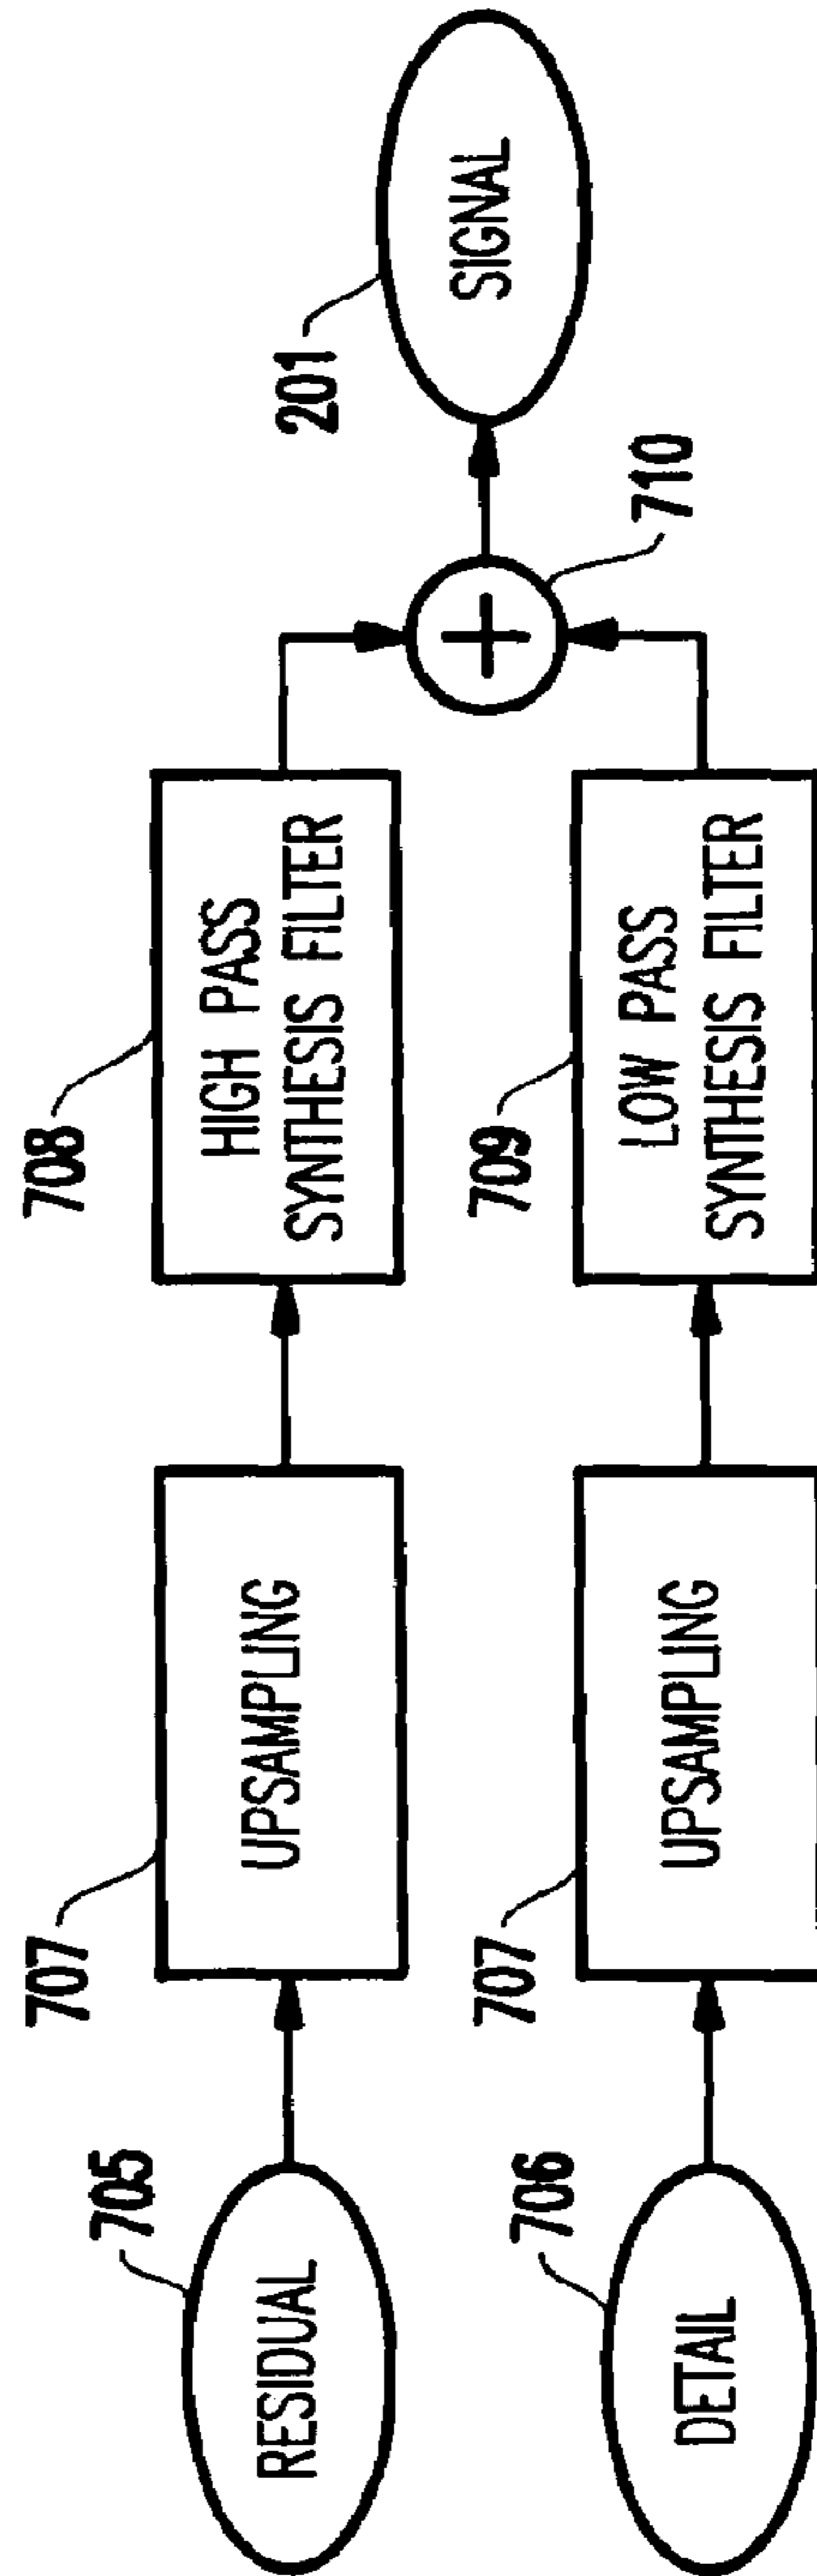 705
RESIDUAL
707
UPSAMPLING
708
HIGH PASS
SYNTHESIS FILTER
201
SIGNAL
710
706
DETAIL
707
UPSAMPLING
709
LOW PASS
SYNTHESIS FILTER